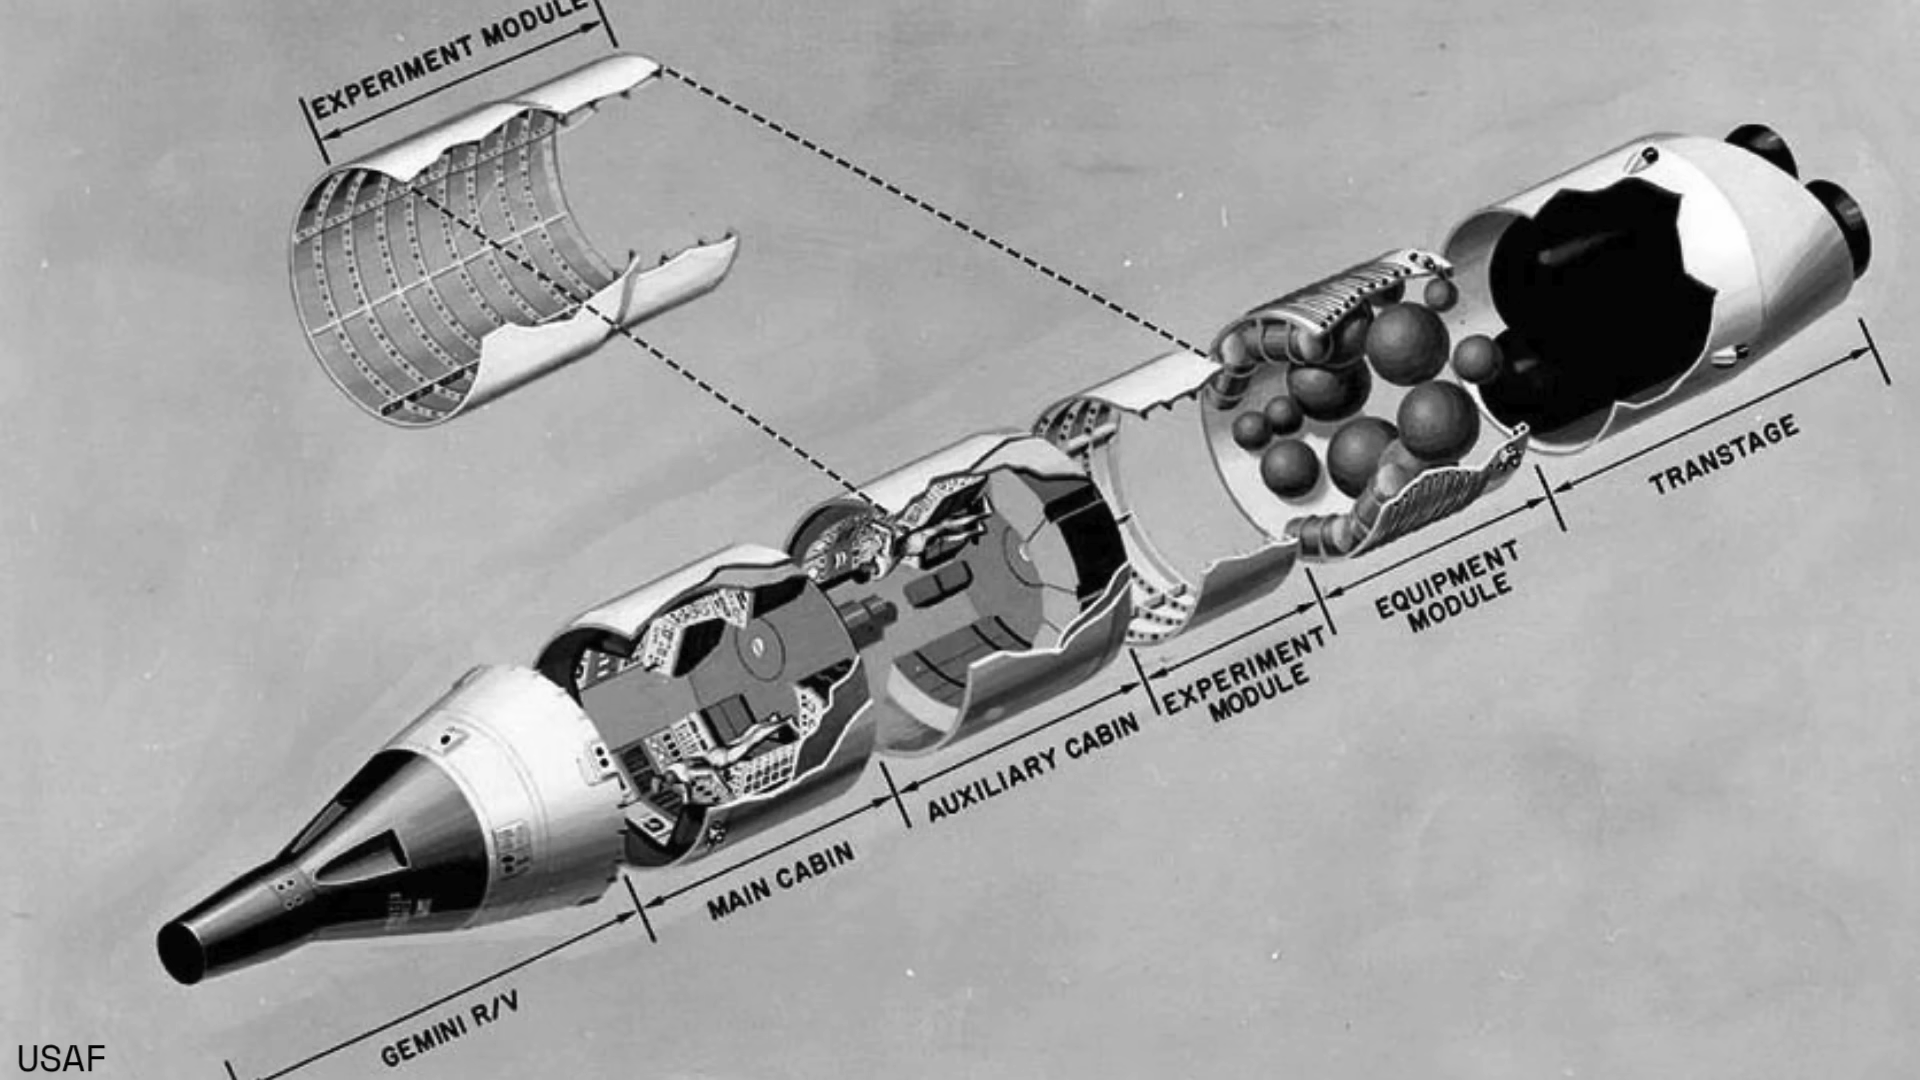 EXPERIMENT MODULE
TRANSTAGE
EQUIPMENT
MODULE
EXPERIMENT
MODULE
AUXILIARY CABIN
MAIN CABIN
GEMINI R/V
USAF